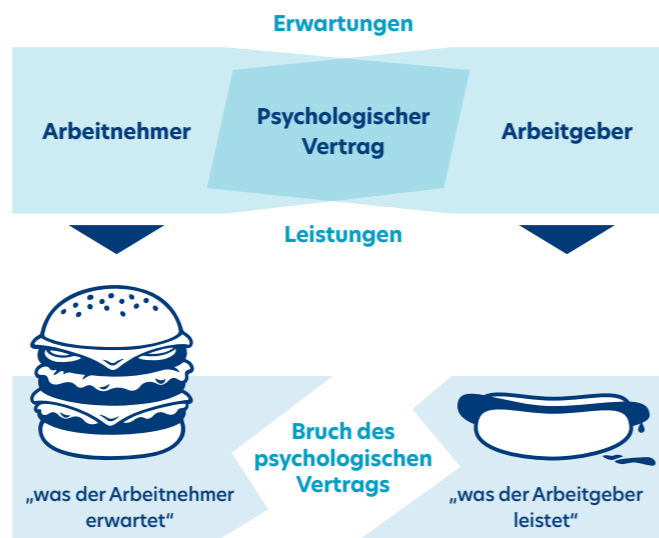 Erwartungen
Arbeitnehmer
Psychologischer
Vertrag
Arbeitgeber
Leistungen
Bruch des
psychologischen
Vertrags
„was der Arbeitnehmer
erwartet“
„was der Arbeitgeber
leistet“